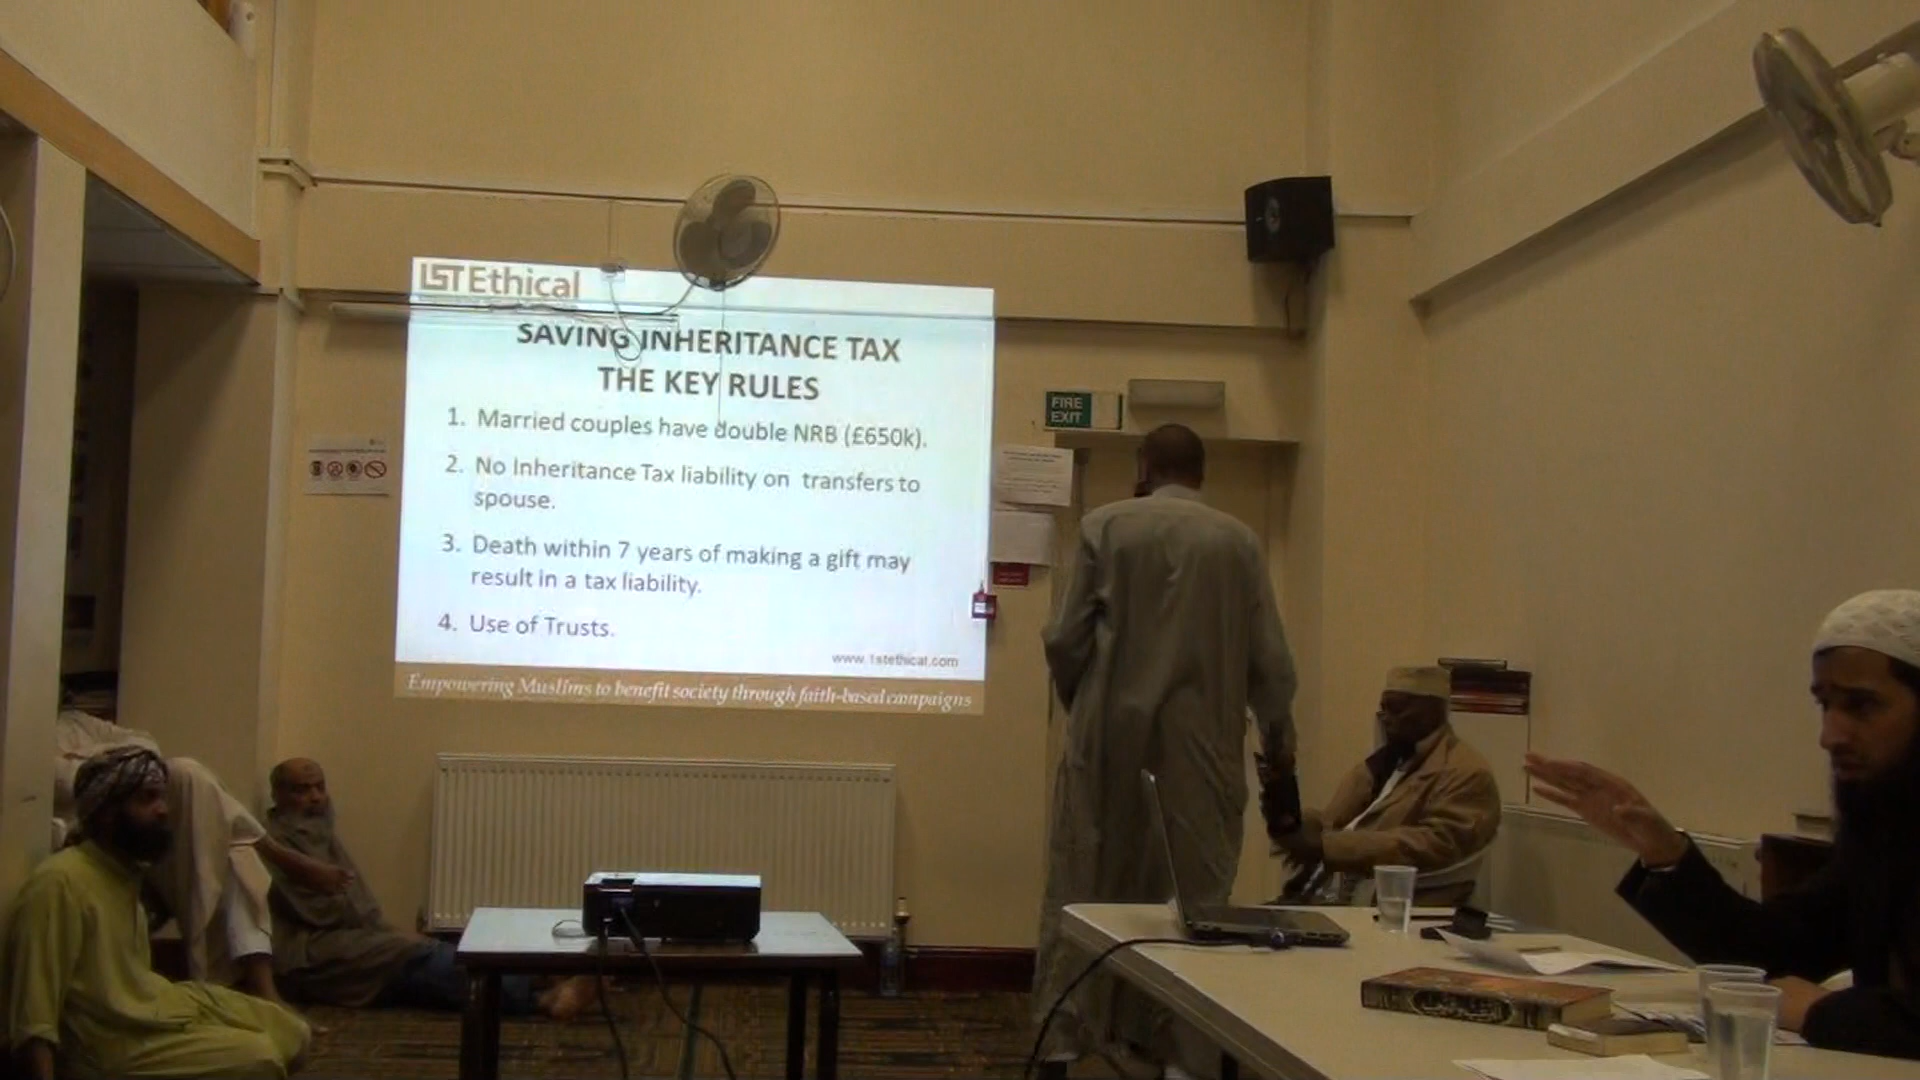 1ST Ethical
SAVING INHERITANCE TAX
THE KEY RULES
1. Married couples have double NRB (£650k).
2. No Inheritance Tax liability on transfers to
spouse.
3. Death within 7 years of making a gift may
result in a tax liability.
4. Use of Trusts.
www.1stethical.com
Empowering Muslims to benefit society through faith-based campaigns
FIRE
EXIT